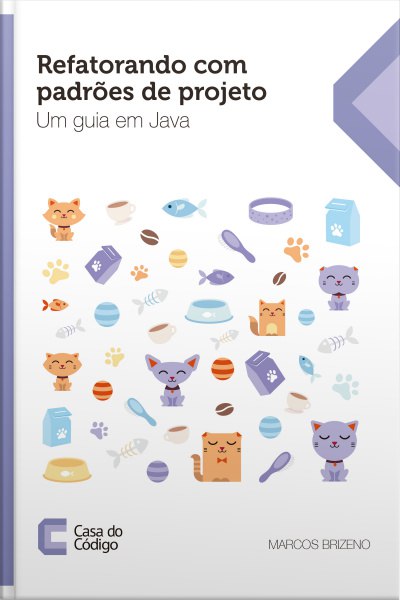 Refatorando com
padrões de projeto
Um guia em Java
Casa do
Código
MARCOS BRIZENO